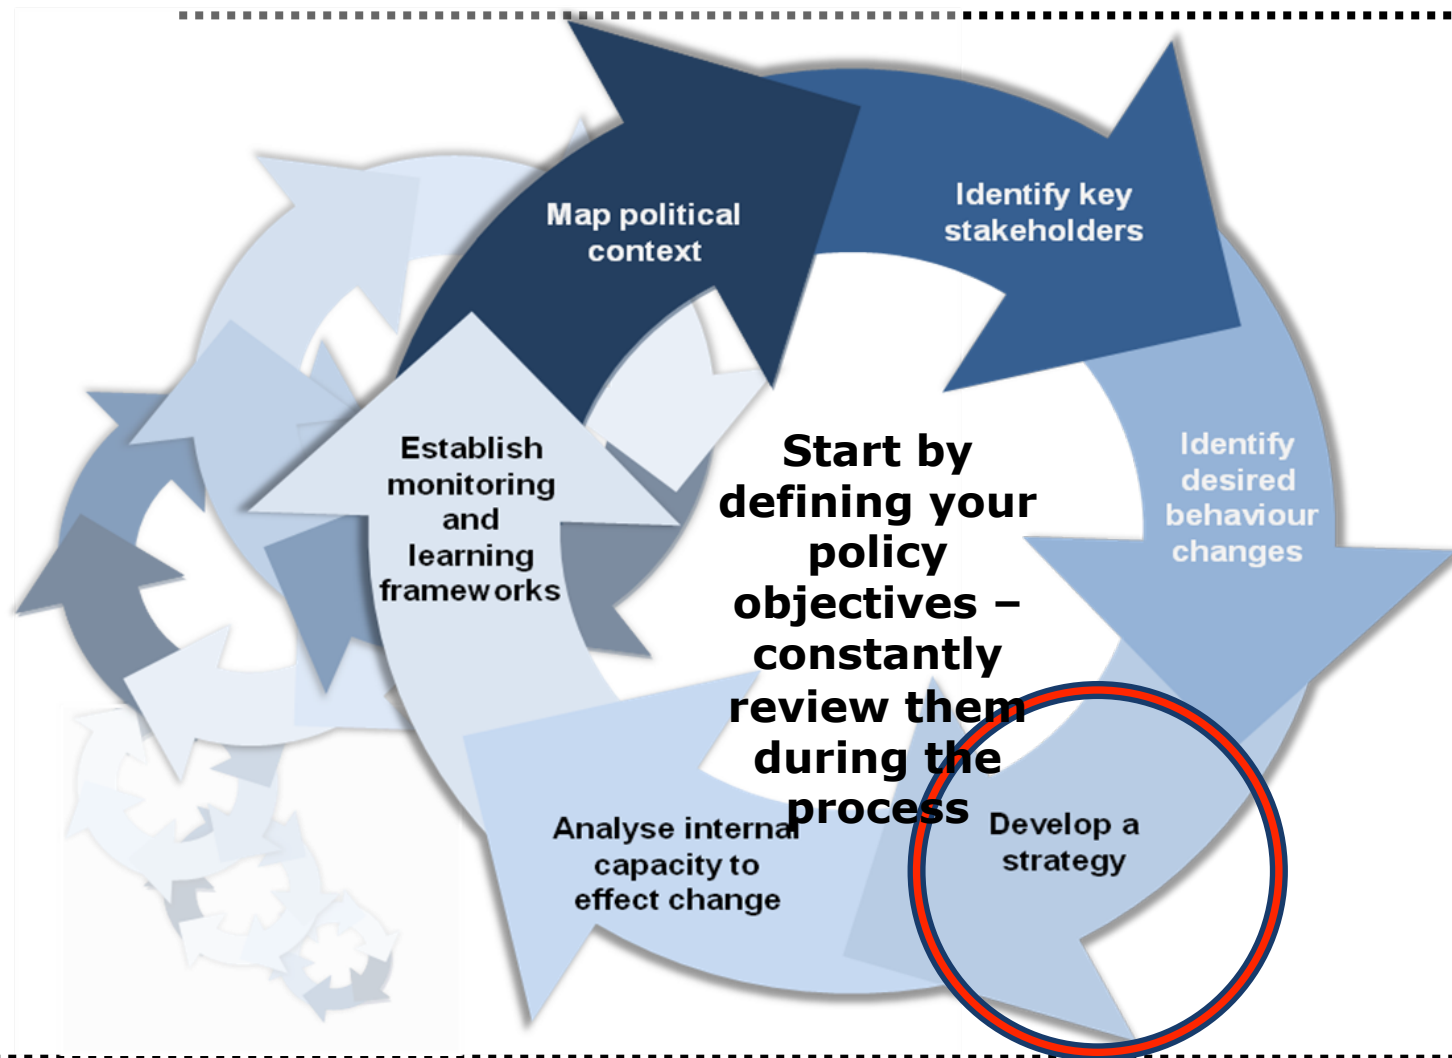 Map political
context
Identify key
stakeholders
Identify
desired
behaviour
changes
Develop a
strategy
Analyse internal
capacity to
effect change
Establish
monitoring
and
learning
frameworks
Start by
defining your
policy
objectives –
constantly
review them
during the
process